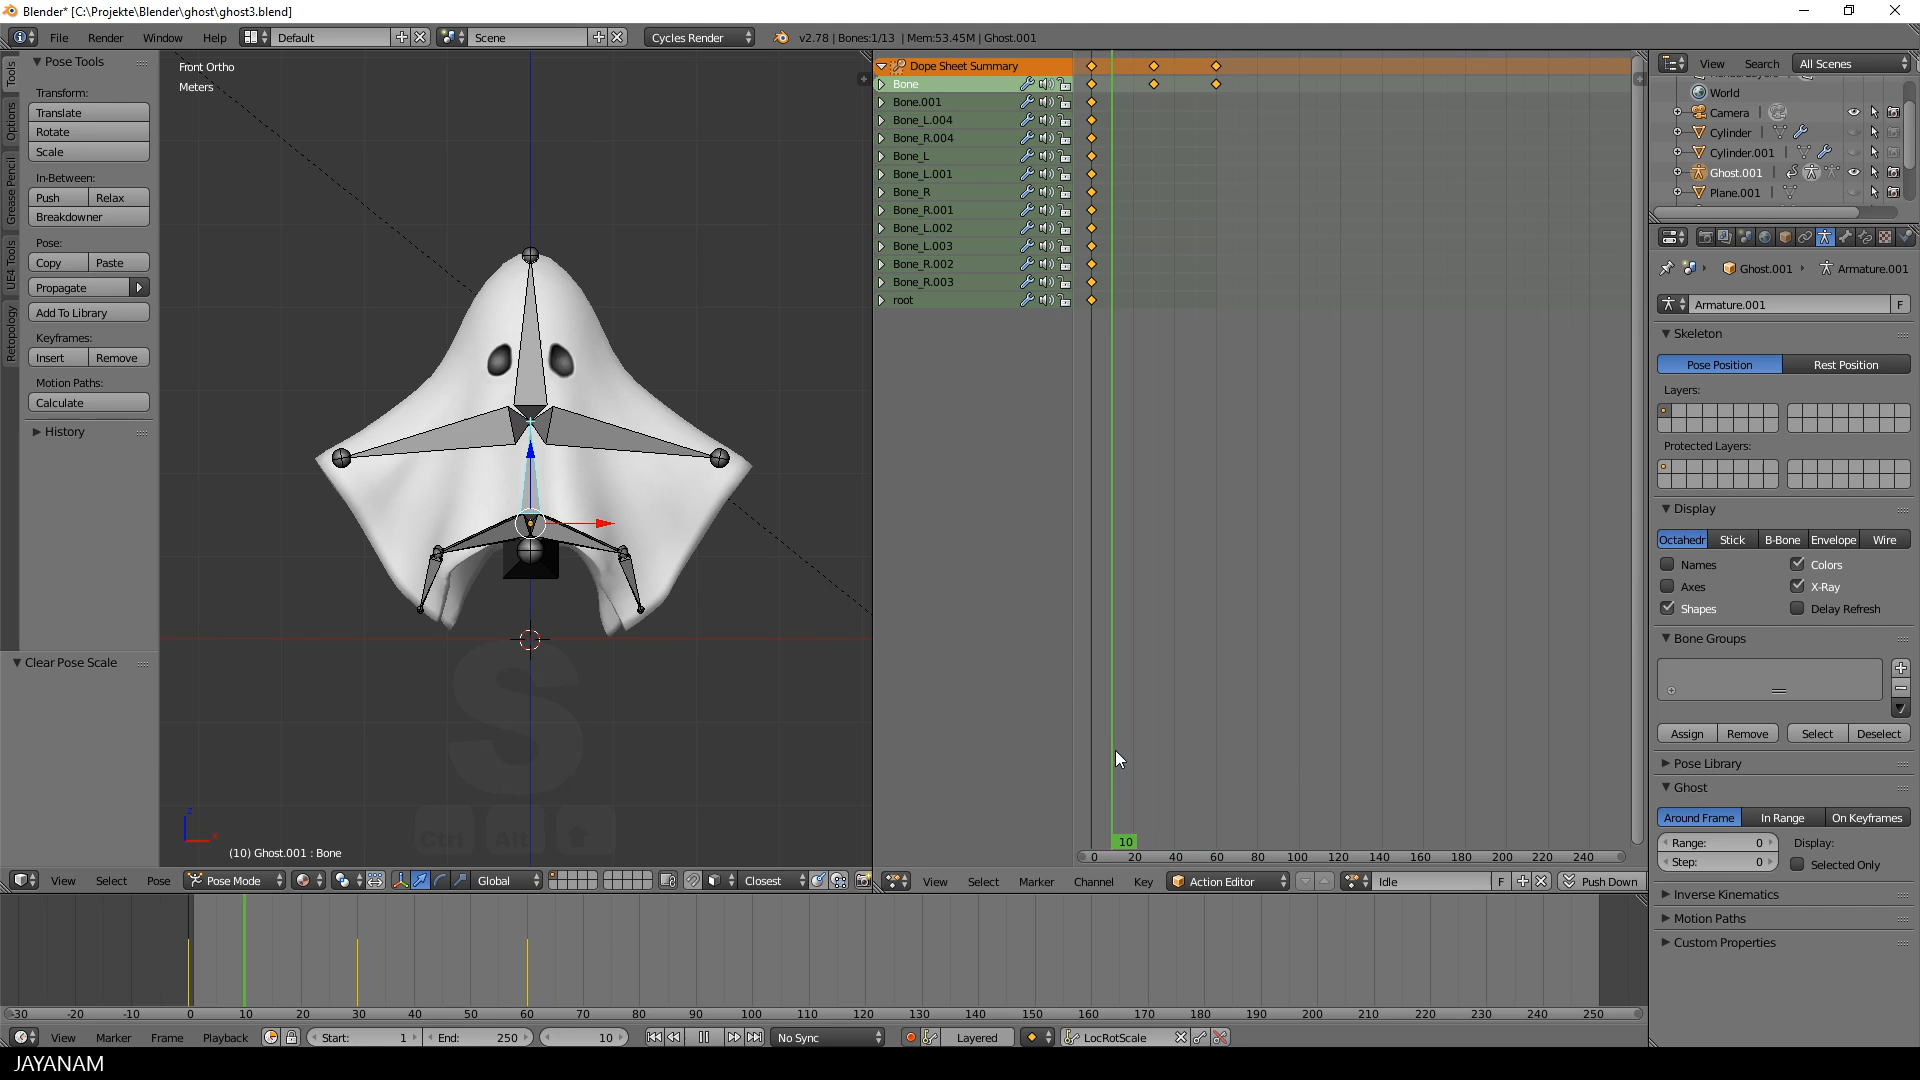 Blender* [C:\Projekte\Blender\ghost\ghost3.blend]
File Render Window Help Default Scene Cycles Render v2.78 | Bones:1/13 | Mem:53.45M | Ghost.001
Tools
Options
Grease Pencil
UE4 Tools
Retopology
Pose Tools
Transform:
Translate
Rotate
Scale
In-Between:
Push Relax
Breakdowner
Pose:
Copy Paste
Propagate
Add To Library
Keyframes:
Insert Remove
Motion Paths:
Calculate
History
Clear Pose Scale
Front Ortho
Meters
S
Ctrl Alt
z
x
(10) Ghost.001 : Bone
View Select Pose Pose Mode Global Closest
Dope Sheet Summary
Bone
Bone.001
Bone_L.004
Bone_R.004
Bone_L
Bone_L.001
Bone_R
Bone_R.001
Bone_L.002
Bone_L.003
Bone_R.002
Bone_R.003
root
10
0 20 40 60 80 100 120 140 160 180 200 220 240
View Select Marker Channel Key Action Editor Idle F Push Down
View Search All Scenes
World
Camera
Cylinder
Cylinder.001
Ghost.001
Plane.001
Ghost.001 Armature.001
Armature.001 F
Skeleton
Pose Position Rest Position
Layers:
Protected Layers:
Display
Octahedr Stick B-Bone Envelope Wire
Names Colors
Axes X-Ray
Shapes Delay Refresh
Bone Groups
Assign Remove Select Deselect
Pose Library
Ghost
Around Frame In Range On Keyframes
Range: 0 Display:
Step: 0 Selected Only
Inverse Kinematics
Motion Paths
Custom Properties
-30 -20 -10 0 10 20 30 40 50 60 70 80 90 100 110 120 130 140 150 160 170 180 190 200 210 220 230 240 250
View Marker Frame Playback Start: 1 End: 250 10 No Sync Layered LocRotScale
JAYANAM